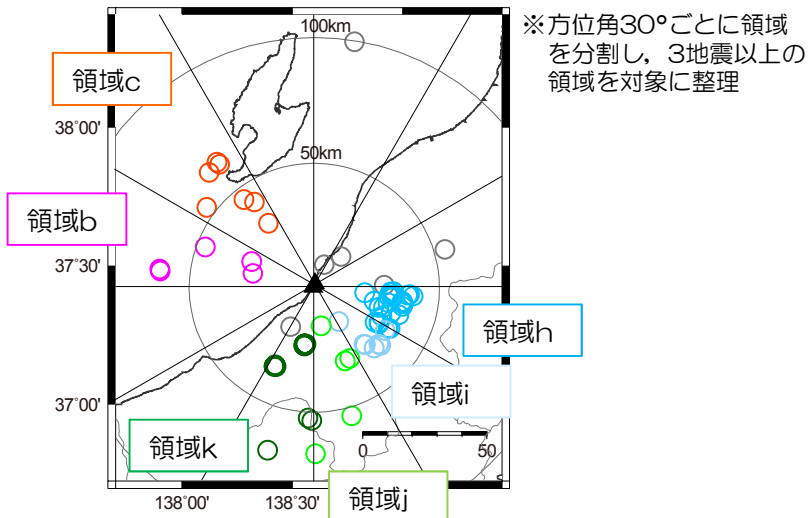 ※方位角30°ごとに領域
を分割し，3地震以上の
領域を対象に整理
100km
領域c
38°00'
50km
領域b
37°30'
領域h
領域i
37°00'
領域k
0
50
138°00'
138°30'
領域j